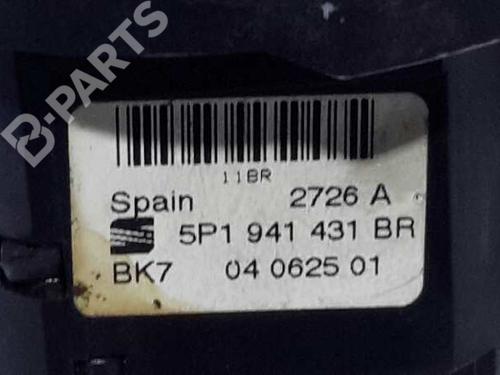 B-PARTS
11BR
Spain 2726 A
5P1 941 431 BR
BK7 04 0625 01